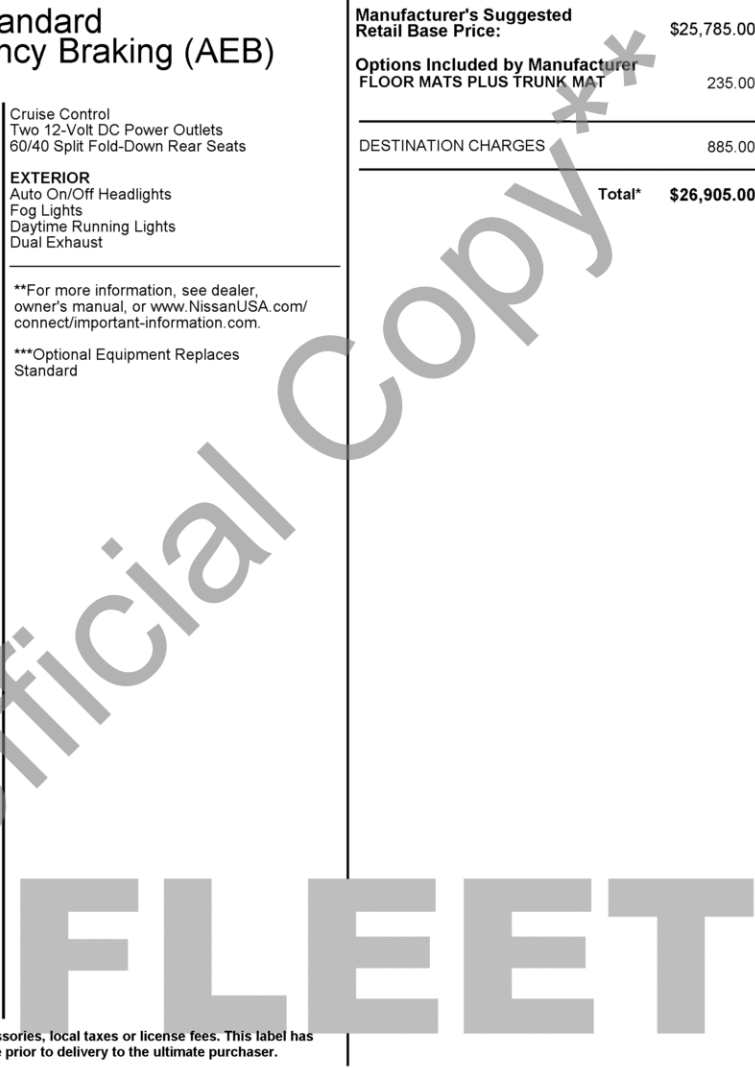 andard
ncy Braking (AEB)
Cruise Control
Two 12-Volt DC Power Outlets
60/40 Split Fold-Down Rear Seats
EXTERIOR
Auto On/Off Headlights
Fog Lights
Daytime Running Lights
Dual Exhaust
**For more information, see dealer,
owner's manual, or www.NissanUSA.com/
connect/important-information.com.
***Optional Equipment Replaces
Standard
ssories, local taxes or license fees. This label has
e prior to delivery to the ultimate purchaser.
Manufacturer's Suggested
Retail Base Price: $25,785.00
Options Included by Manufacturer
FLOOR MATS PLUS TRUNK MAT 235.00
DESTINATION CHARGES 885.00
Total* $26,905.00
fficial Copy**
FLEET